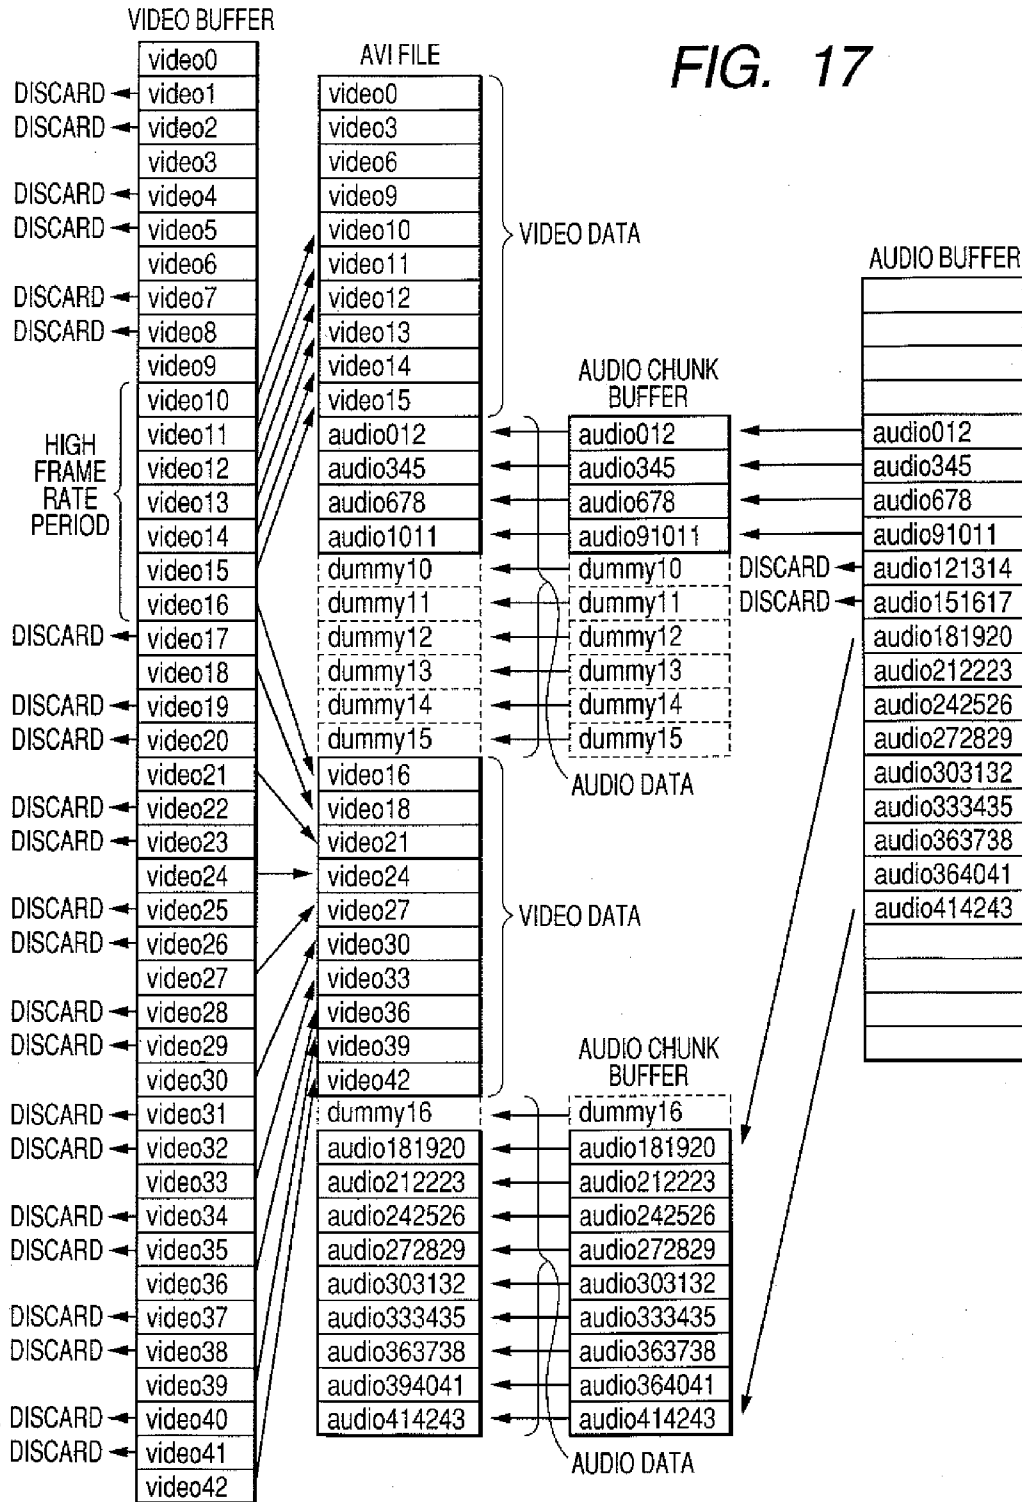 FIG. 17
VIDEO BUFFER
video0
DISCARD video1
DISCARD video2
video3
DISCARD video4
DISCARD video5
video6
DISCARD video7
DISCARD video8
video9
video10
video11
video12
video13
video14
video15
video16
HIGH
FRAME
RATE
PERIOD
DISCARD video17
video18
DISCARD video19
DISCARD video20
video21
DISCARD video22
DISCARD video23
video24
DISCARD video25
DISCARD video26
video27
DISCARD video28
DISCARD video29
video30
DISCARD video31
DISCARD video32
video33
DISCARD video34
DISCARD video35
video36
DISCARD video37
DISCARD video38
video39
DISCARD video40
DISCARD video41
video42
AVI FILE
video0
video3
video6
video9
video10
video11
video12
video13
video14
video15
VIDEO DATA
audio012
audio345
audio678
audio1011
dummy10
dummy11
dummy12
dummy13
dummy14
dummy15
AUDIO DATA
video16
video18
video21
video24
video27
video30
video33
video36
video39
video42
VIDEO DATA
dummy16
audio181920
audio212223
audio242526
audio272829
audio303132
audio333435
audio363738
audio394041
audio414243
AUDIO DATA
AUDIO CHUNK
BUFFER
audio012
audio345
audio678
audio91011
dummy10
dummy11
dummy12
dummy13
dummy14
dummy15
AUDIO CHUNK
BUFFER
dummy16
audio181920
audio212223
audio242526
audio272829
audio303132
audio333435
audio363738
audio364041
audio414243
AUDIO BUFFER
audio012
audio345
audio678
audio91011
DISCARD audio121314
DISCARD audio151617
audio181920
audio212223
audio242526
audio272829
audio303132
audio333435
audio363738
audio364041
audio414243